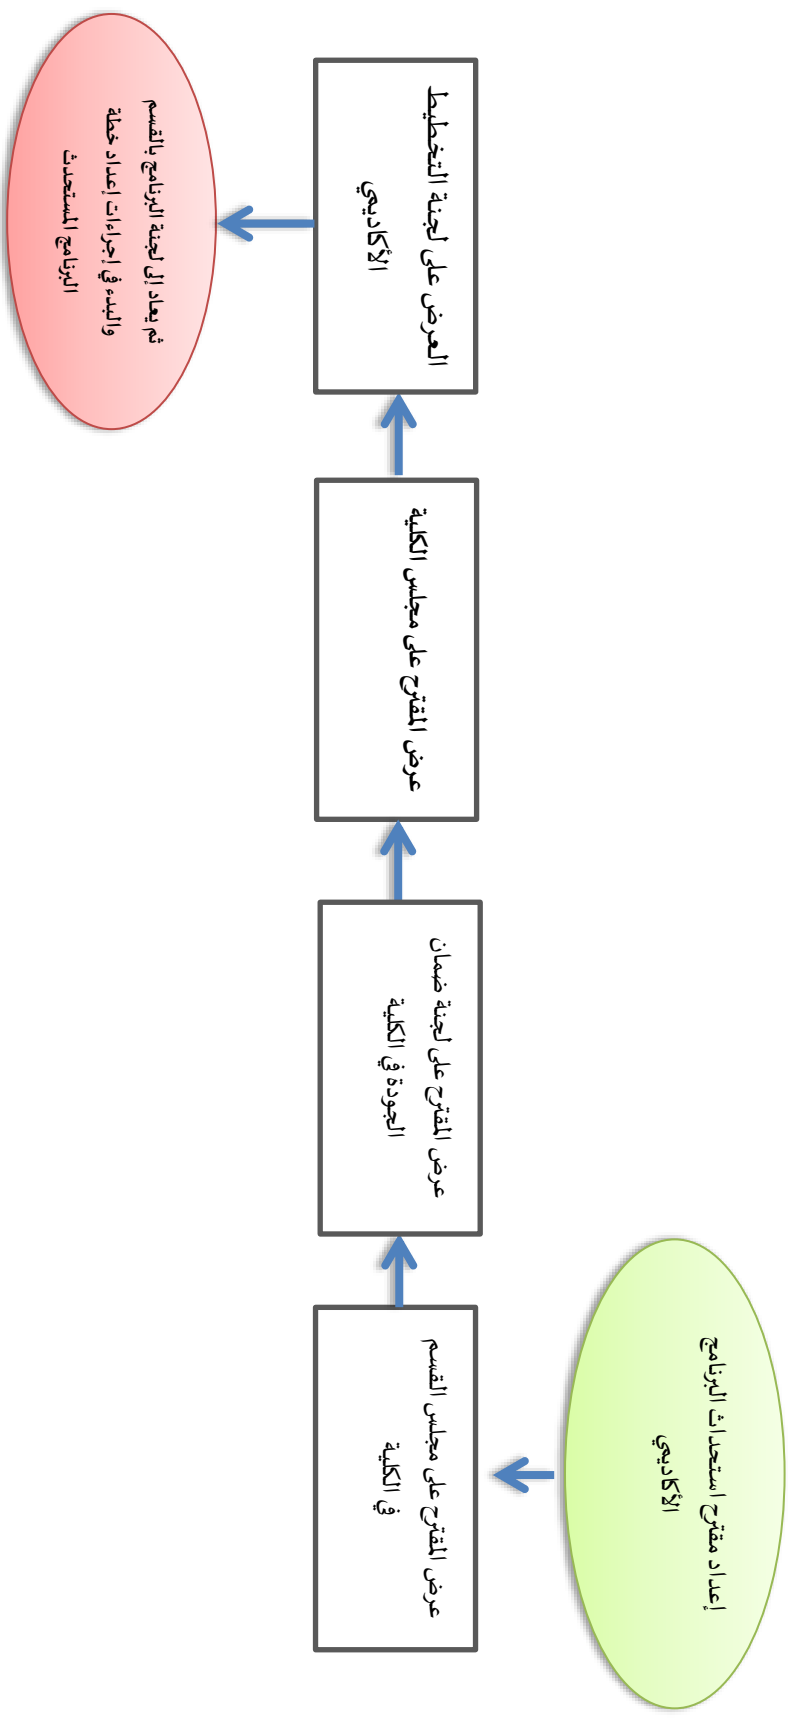 إعداد مقترح استحداث البرنامج
الأكاديمي
عرض المقترح على مجلس القسم
في الكلية
عرض المقترح على لجنة ضمان
الجودة في الكلية
عرض المقترح على مجلس الكلية
العرض على لجنة التخطيط
الأكاديمي
ثم يعاد إلى لجنة البرنامج بالقسم
والبدء في إجراءات إعداد خطة
البرنامج المستحدث